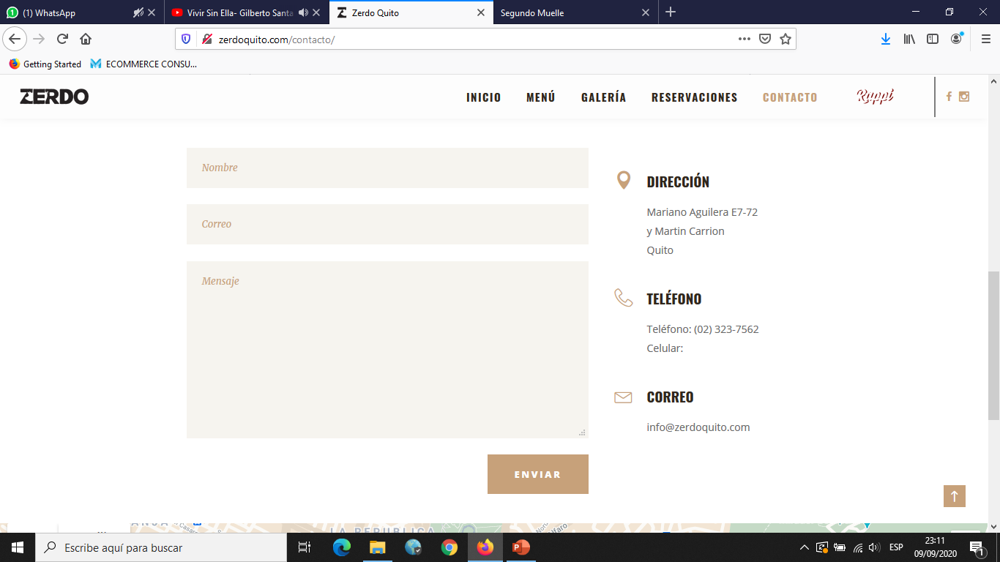 (1) WhatsApp
Vivir Sin Ella- Gilberto Santa
Zerdo Quito
Segundo Muelle
zerdoquito.com/contacto/
Getting Started
ECOMMERCE CONSU...
ZERDO
INICIO
MENÚ
GALERÍA
RESERVACIONES
CONTACTO
Rappi
Nombre
Correo
Mensaje
ENVIAR
DIRECCIÓN
Mariano Aguilera E7-72
y Martin Carrion
Quito
TELÉFONO
Teléfono: (02) 323-7562
Celular:
CORREO
info@zerdoquito.com
LA REPUBLICA
Escribe aquí para buscar
ESP
23:11
09/09/2020
1